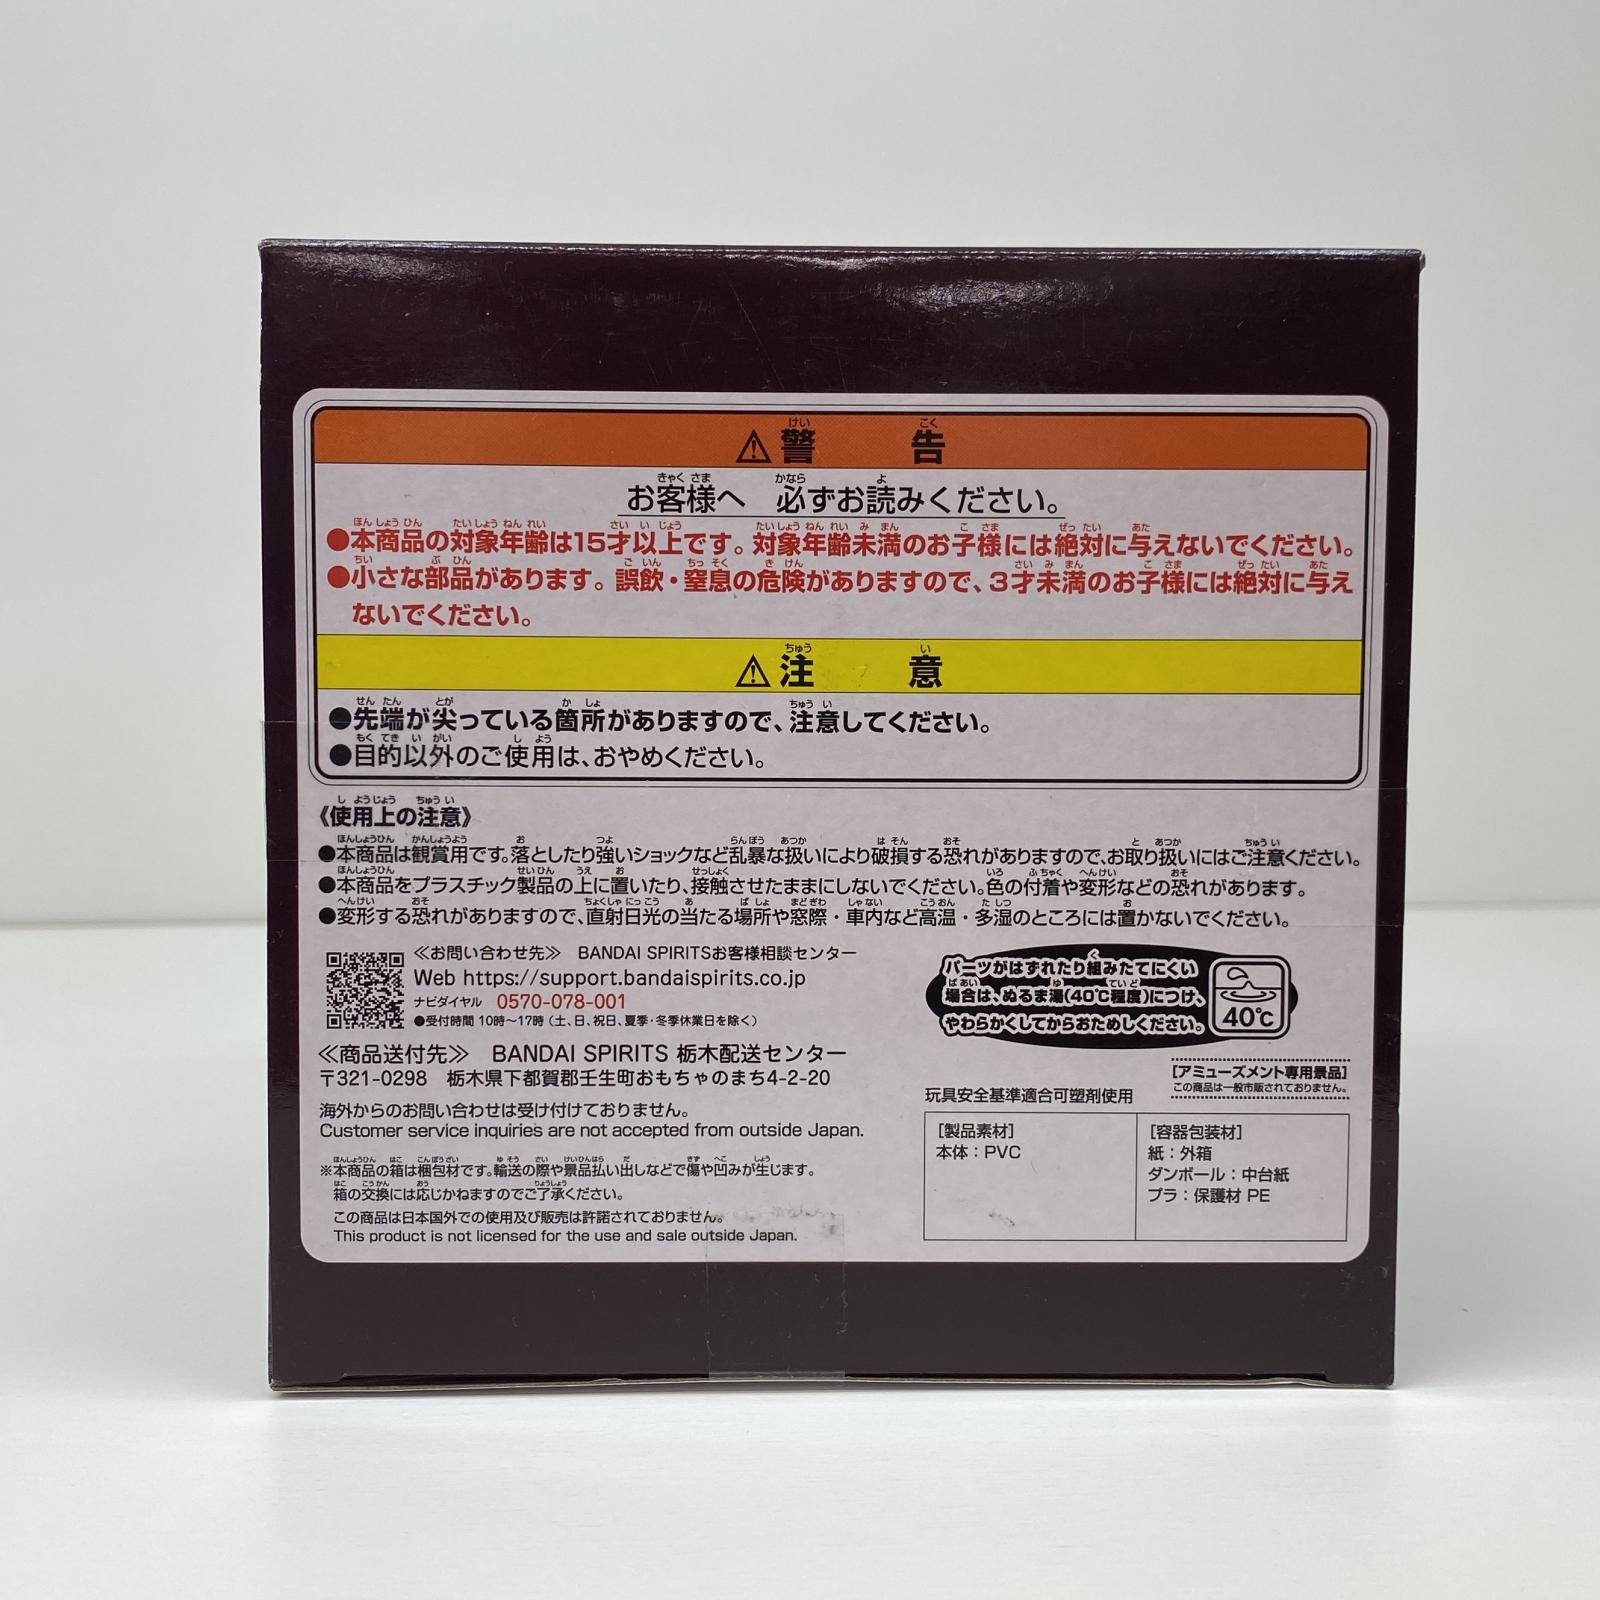 ⚠警告
お客様へ 必ずお読みください。
●本商品の対象年齢は15才以上です。対象年齢未満のお子様には絶対に与えないでください。
●小さな部品があります。誤飲・窒息の危険がありますので、3才未満のお子様には絶対に与え
ないでください。
⚠注意
●先端が尖っている箇所がありますので、注意してください。
●目的以外のご使用は、おやめください。
《使用上の注意》
●本商品は観賞用です。落としたり強いショックなど乱暴な扱いにより破損する恐れがありますので、お取り扱いにはご注意ください。
●本商品をプラスチック製品の上に置いたり、接触させたままにしないでください。色の付着や変形などの恐れがあります。
●変形する恐れがありますので、直射日光の当たる場所や窓際・車内など高温・多湿のところには置かないでください。
≪お問い合わせ先≫ BANDAI SPIRITSお客様相談センター
Web https://support.bandaispirits.co.jp
ナビダイヤル 0570-078-001
●受付時間 10時〜17時(土、日、祝日、夏季・冬季休業日を除く)
≪商品送付先≫ BANDAI SPIRITS 栃木配送センター
〒321-0298 栃木県下都賀郡壬生町おもちゃのまち4-2-20
海外からのお問い合わせは受け付けておりません。
Customer service inquiries are not accepted from outside Japan.
※本商品の箱は梱包材です。輸送の際や景品払い出しなどで傷や凹みが生じます。
箱の交換には応じかねますのでご了承ください。
この商品は日本国外での使用及び販売は許諾されておりません。
This product is not licensed for the use and sale outside Japan.
パーツがはずれたり組みたてにくい
場合は、ぬるま湯(40℃程度)につけ、
やわらかくしてからおためしください。
40℃
[アミューズメント専用景品]
この商品は一般市販されておりません。
玩具安全基準適合可塑剤使用
[製品素材]
本体:PVC
[容器包装材]
紙:外箱
ダンボール:中台紙
プラ:保護材 PE